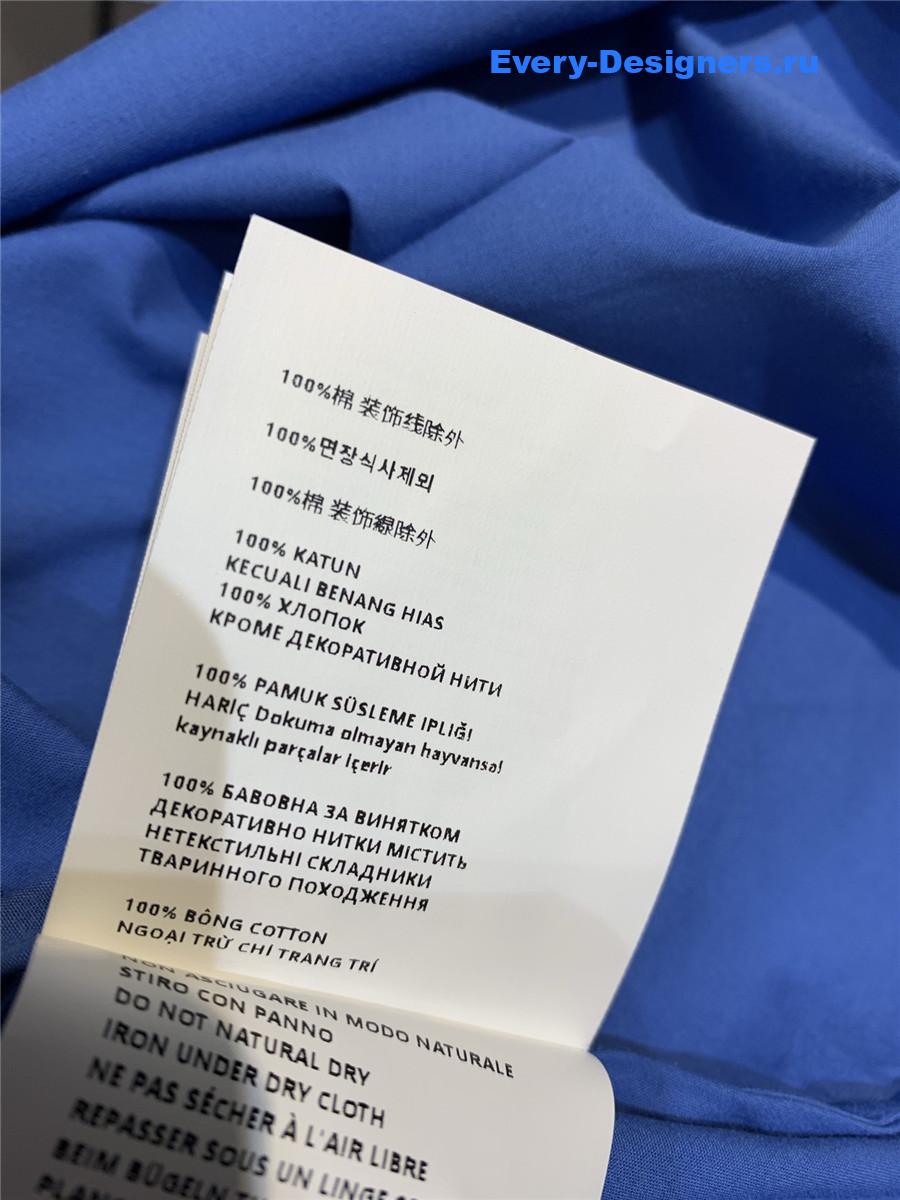 Every-Designers.ru
100%棉 装饰线除外
100%면장식사제외
100%棉 装饰線除外
100% KATUN
KECUALI BENANG HIAS
100% ХЛОПОК
КРОМЕ ДЕКОРАТИВНОЙ НИТИ
100% PAMUK SÜSLEME IPLIĞI
HARIÇ Dokuma olmayan hayvansal
kaynaklı parçalar içerir
100% БАВОВНА ЗА ВИНЯТКОМ
ДЕКОРАТИВНО НИТКИ МІСТИТЬ
НЕТЕКСТИЛЬНІ СКЛАДНИКИ
ТВАРИННОГО ПОХОДЖЕННЯ
100% BÔNG COTTON
NGOẠI TRỪ CHỈ TRANG TRÍ
NON ASCIUGARE IN MODO NATURALE
STIRO CON PANNO
DO NOT NATURAL DRY
IRON UNDER DRY CLOTH
NE PAS SÉCHER À L'AIR LIBRE
REPASSER SOUS UN LINGE
BEIM BÜGELN